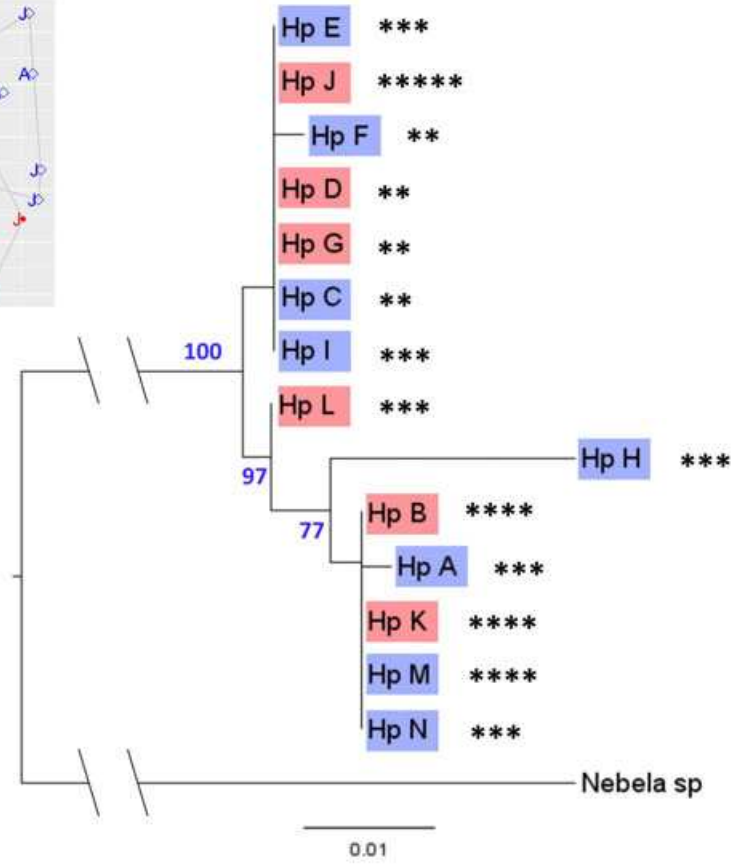 J
A
J
J
J
Hp E ***
Hp J *****
Hp F **
Hp D **
Hp G **
Hp C **
100
Hp I ***
Hp L ***
Hp H ***
97
Hp B ****
77
Hp A ***
Hp K ****
Hp M ****
Hp N ***
Nebela sp
0.01